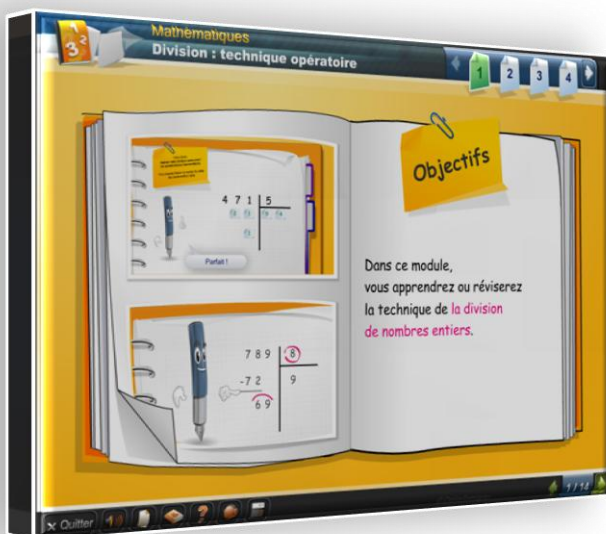 Mathématiques
Division : technique opératoire
1 2 3 4
4 7 1 5
Parfait !
7 8 9 8
-7 2 9
6 9
Objectifs
Dans ce module,
vous apprendrez ou réviserez
la technique de la division
de nombres entiers.
1 / 14
× Quitter